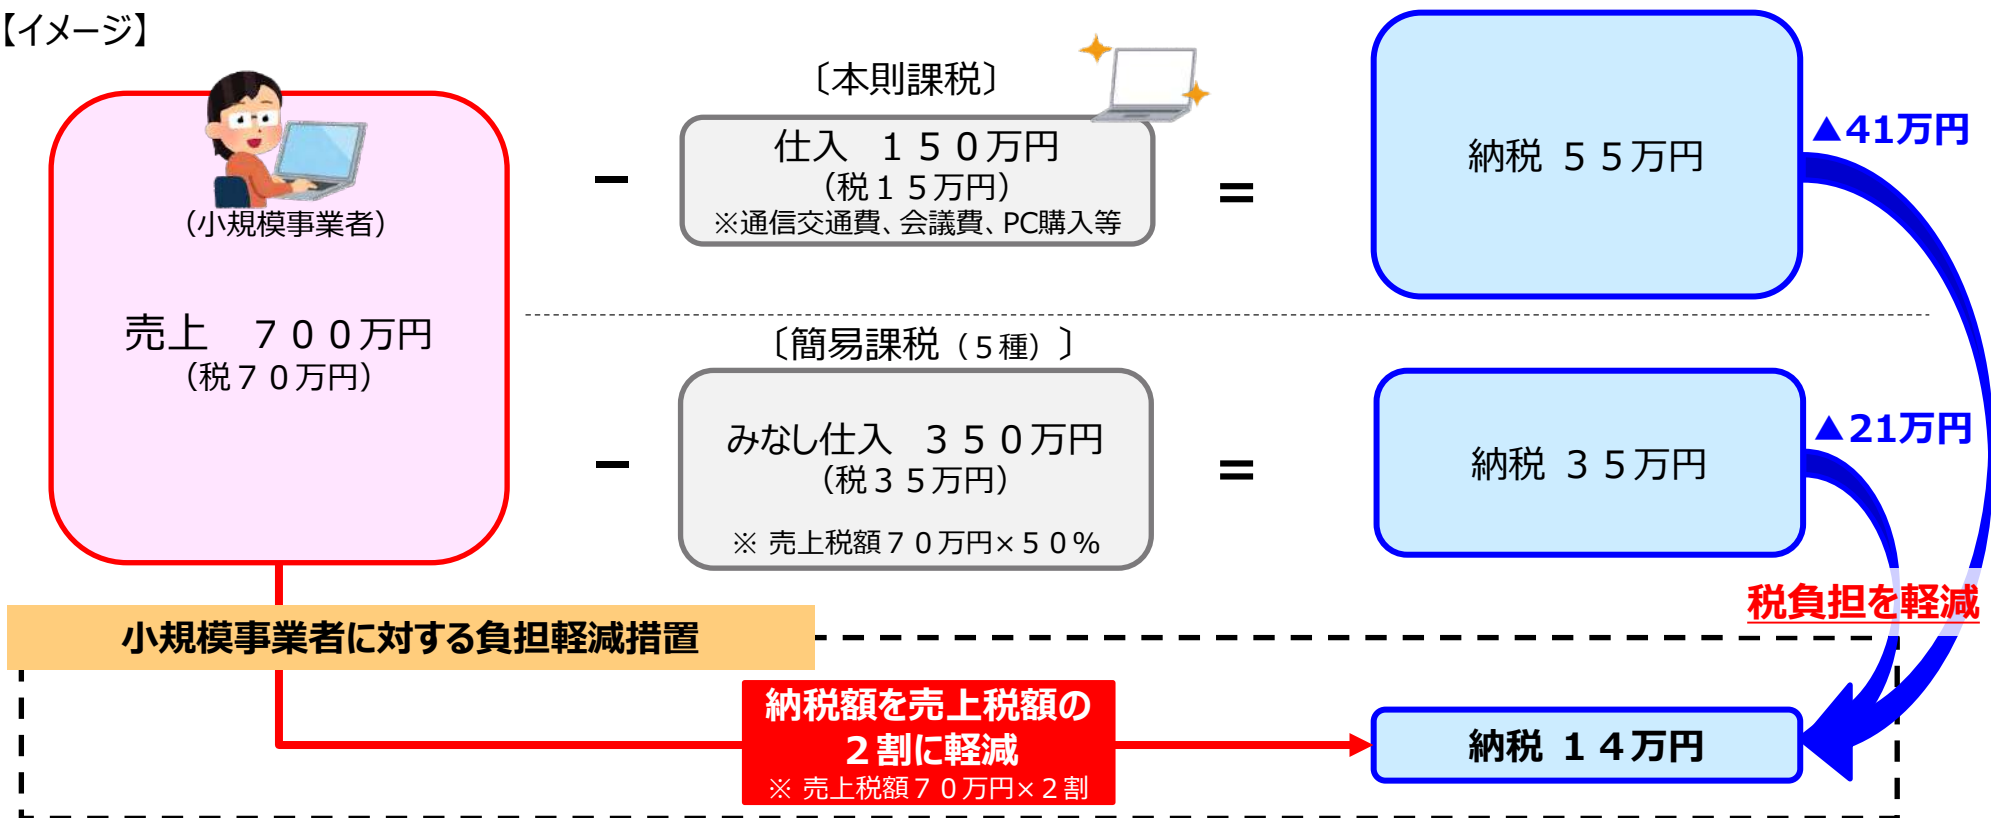 【イメージ】
（小規模事業者）
売上　７００万円
（税７０万円）
〔本則課税〕
－
仕入　１５０万円
（税１５万円）
※通信交通費、会議費、PC購入等
＝
納税 ５５万円
▲41万円
〔簡易課税（５種）〕
－
みなし仕入　３５０万円
（税３５万円）
※ 売上税額７０万円×５０％
＝
納税 ３５万円
▲21万円
税負担を軽減
小規模事業者に対する負担軽減措置
納税額を売上税額の
２割に軽減
※ 売上税額７０万円×２割
納税 １４万円